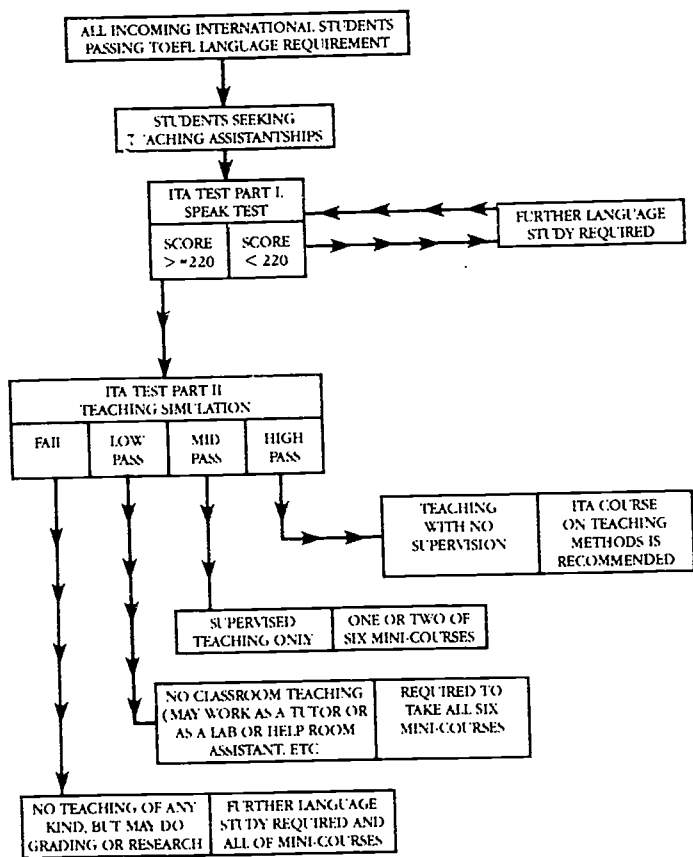 ALL INCOMING INTERNATIONAL STUDENTS
PASSING TOEFL LANGUAGE REQUIREMENT
STUDENTS SEEKING
TEACHING ASSISTANTSHIPS
ITA TEST PART I.
SPEAK TEST
SCORE
>=220
SCORE
< 220
FURTHER LANGUAGE
STUDY REQUIRED
ITA TEST PART II
TEACHING SIMULATION
FAIL
LOW
PASS
MID
PASS
HIGH
PASS
TEACHING
WITH NO
SUPERVISION
ITA COURSE
ON TEACHING
METHODS IS
RECOMMENDED
SUPERVISED
TEACHING ONLY
ONE OR TWO OF
SIX MINI-COURSES
NO CLASSROOM TEACHING
(MAY WORK AS A TUTOR OR
AS A LAB OR HELP ROOM
ASSISTANT, ETC
REQUIRED TO
TAKE ALL SIX
MINI-COURSES
NO TEACHING OF ANY
KIND, BUT MAY DO
GRADING OR RESEARCH
FURTHER LANGUAGE
STUDY REQUIRED AND
ALL OF MINI-COURSES